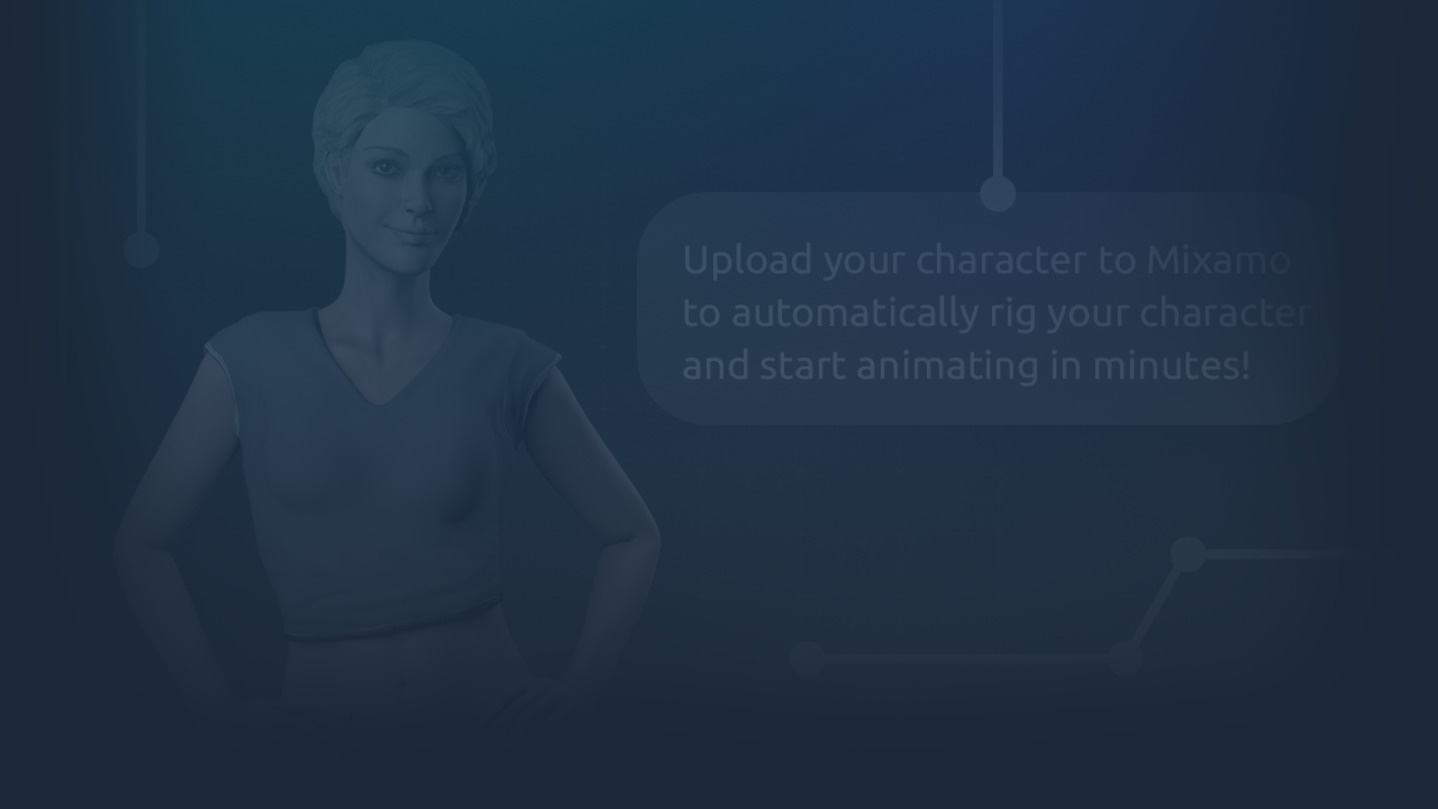 Upload your character to Mixamo
to automatically rig your character
and start animating in minutes!